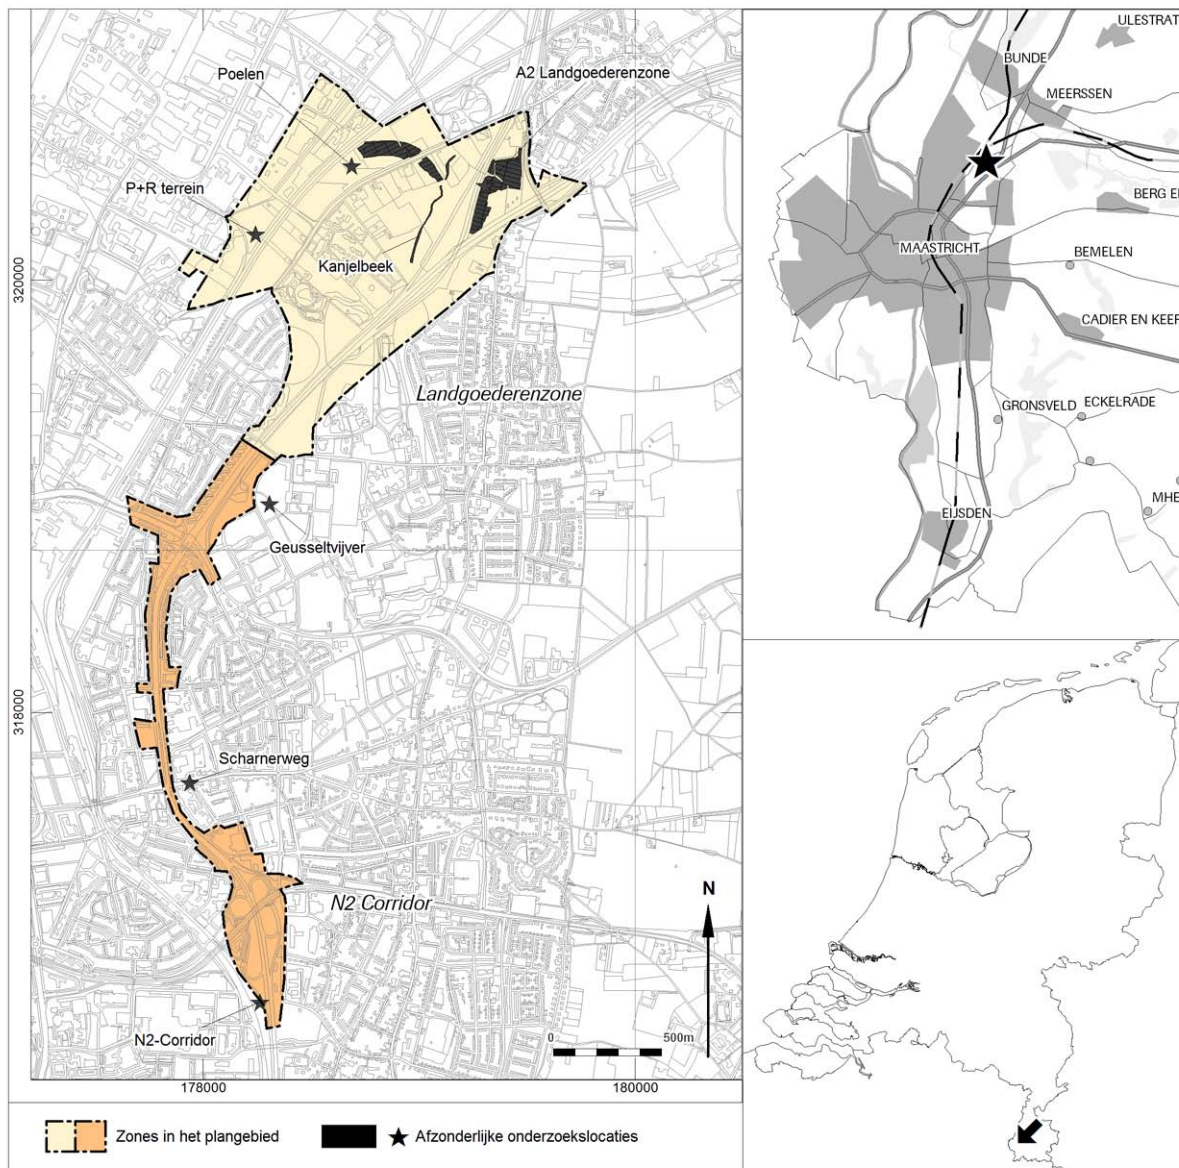 Poelen
A2 Landgoederenzone
P+R terrein
Kanjelbeek
320000
Landgoederenzone
Geusseltvijver
318000
Scharnerweg
N2 Corridor
N
0
500m
N2-Corridor
178000
180000
Zones in het plangebied
Afzonderlijke onderzoekslocaties
ULESTRAT
BUNDE
MEERSSEN
BERG E
MAASTRICHT
BEMELEN
CADIER EN KEER
GRONSVELD
ECKELRADE
MHE
EIJSDEN